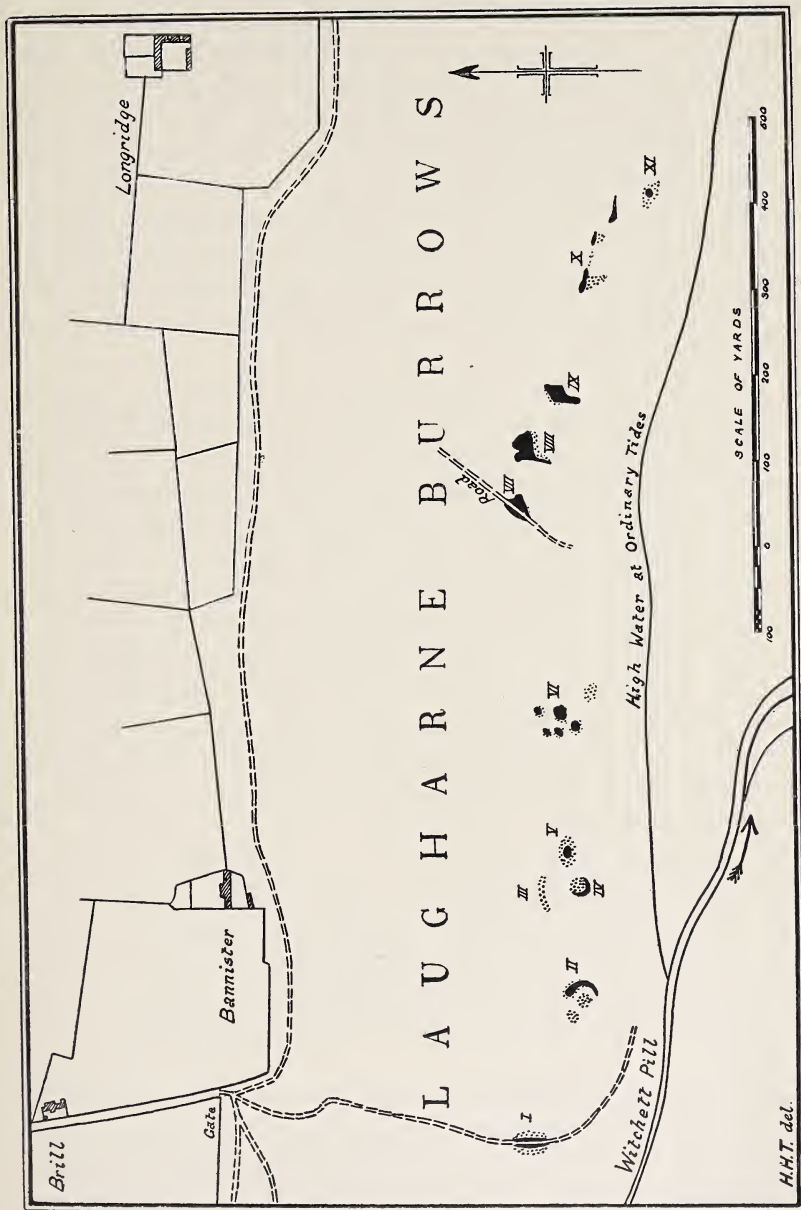 Longridge
Brill
Bannister
Gate
LAUGHARNE BURROWS
Road
I
II
III
IV
V
VI
VII
VIII
IX
X
XI
Witchett Pill
High Water at Ordinary Tides
SCALE OF YARDS
100 0 100 200 300 400 500
H.H.T. del.